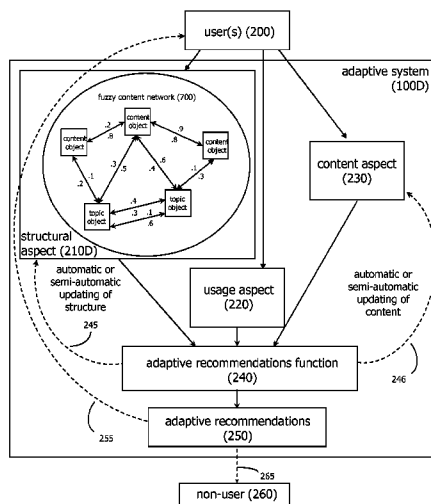 user(s) (200)
adaptive system
(100D)
fuzzy content network (700)
content
object
content
object
content
object
.2
.8
.9
.8
.2
.1
.3
.5
.4
.6
.1
.3
topic
object
topic
object
.4
.3
.1
.6
structural
aspect (210D)
content aspect
(230)
usage aspect
(220)
automatic or
semi-automatic
updating of
structure
245
automatic or
semi-automatic
updating of
content
246
adaptive recommendations function
(240)
adaptive recommendations
(250)
255
265
non-user (260)